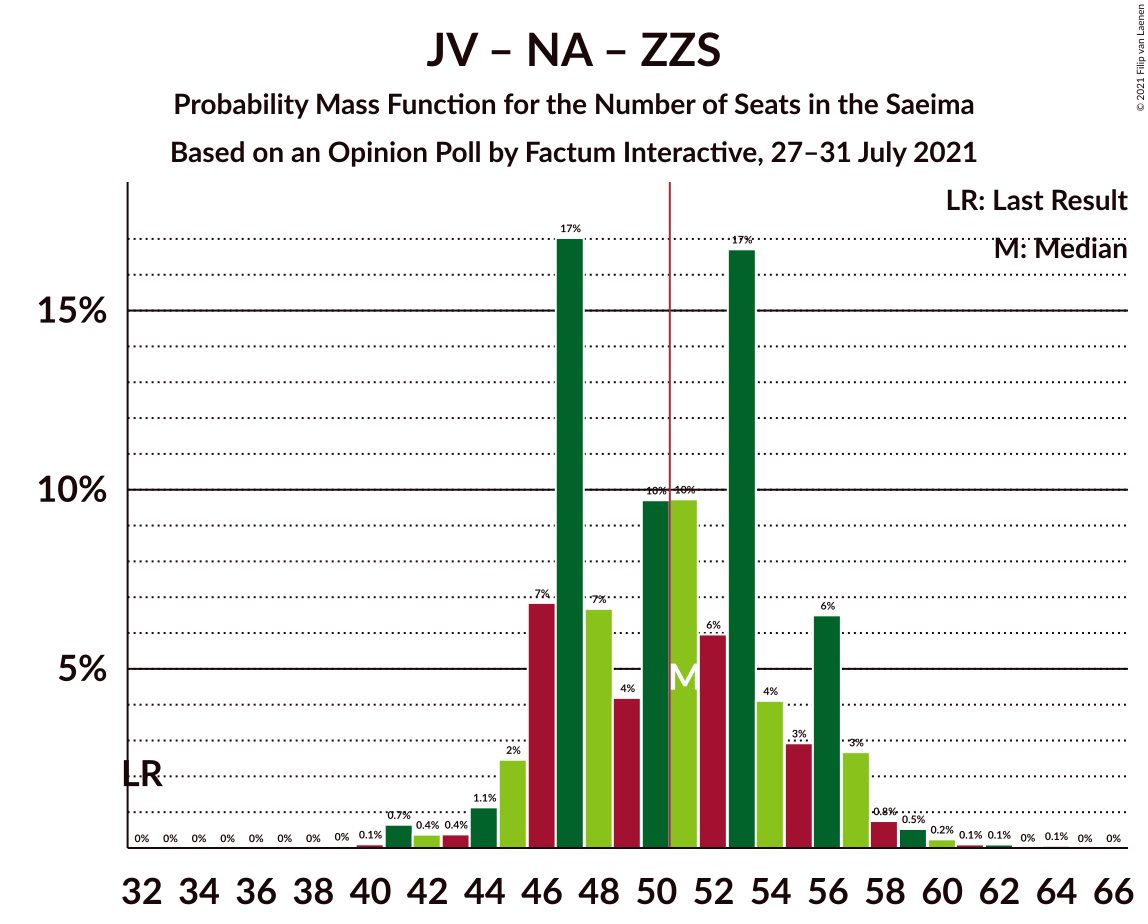 JV – NA – ZZS
Probability Mass Function for the Number of Seats in the Saeima
Based on an Opinion Poll by Factum Interactive, 27–31 July 2021
© 2021 Filip van Laenen
LR: Last Result
M: Median
15%
10%
5%
LR
M
0% 0% 0% 0% 0% 0% 0% 0% 0.1% 0.7% 0.4% 0.4% 1.1% 2% 7% 17% 7% 4% 10% 10% 6% 17% 4% 3% 6% 3% 0.8% 0.5% 0.2% 0.1% 0.1% 0% 0.1% 0% 0%
32 34 36 38 40 42 44 46 48 50 52 54 56 58 60 62 64 66